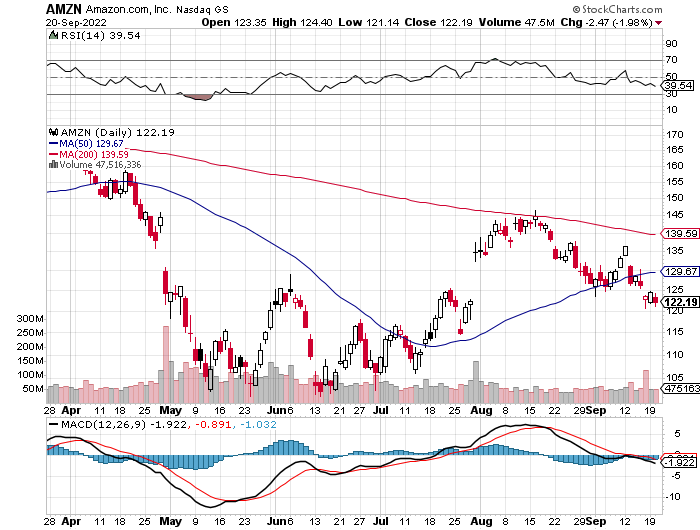 AMZN Amazon.com, Inc. Nasdaq GS © StockCharts.com
20-Sep-2022 Open 123.35 High 124.40 Low 121.14 Close 122.19 Volume 47.5M Chg -2.47 (-1.98%)
RSI(14) 39.54
90
70
50
39.54
30
10
AMZN (Daily) 122.19
MA(50) 129.67
MA(200) 139.59
Volume 47,516,336
170
165
160
155
150
145
139.59
135
129.67
125
122.19
120
115
110
105
300M
250M
200M
150M
100M
50M
475163
28 Apr 11 18 25 May 9 16 23 Jun 6 13 21 27 Jul 11 18 25 Aug 8 15 22 29 Sep 12 19
MACD(12,26,9) -1.922, -0.891, -1.032
5
-1.922
-5
-10
28 Apr 11 18 25 May 9 16 23 Jun 6 13 21 27 Jul 11 18 25 Aug 8 15 22 29 Sep 12 19